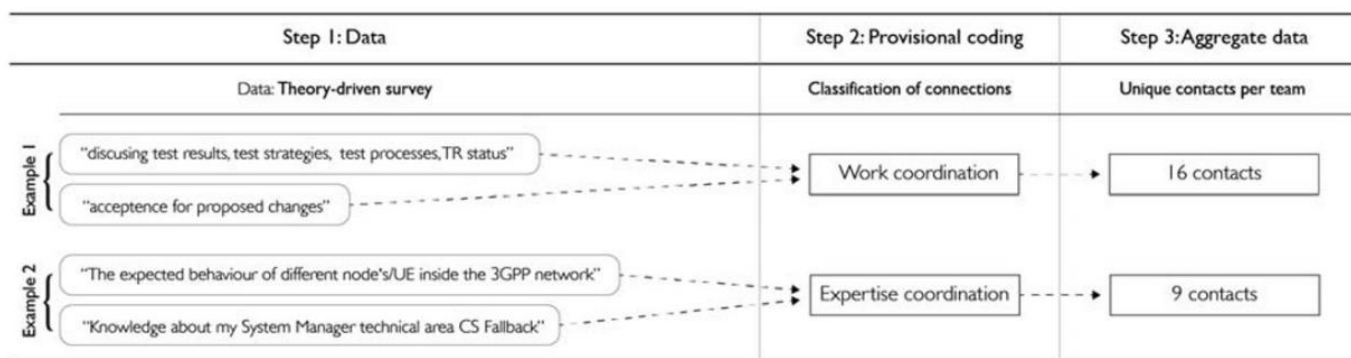 Step 1: Data
Step 2: Provisional coding
Step 3: Aggregate data
Data: Theory-driven survey
Classification of connections
Unique contacts per team
Example 1
"discusing test results, test strategies, test processes, TR status"
"acceptence for proposed changes"
Work coordination
16 contacts
Example 2
"The expected behaviour of different node's/UE inside the 3GPP network"
"Knowledge about my System Manager technical area CS Fallback"
Expertise coordination
9 contacts